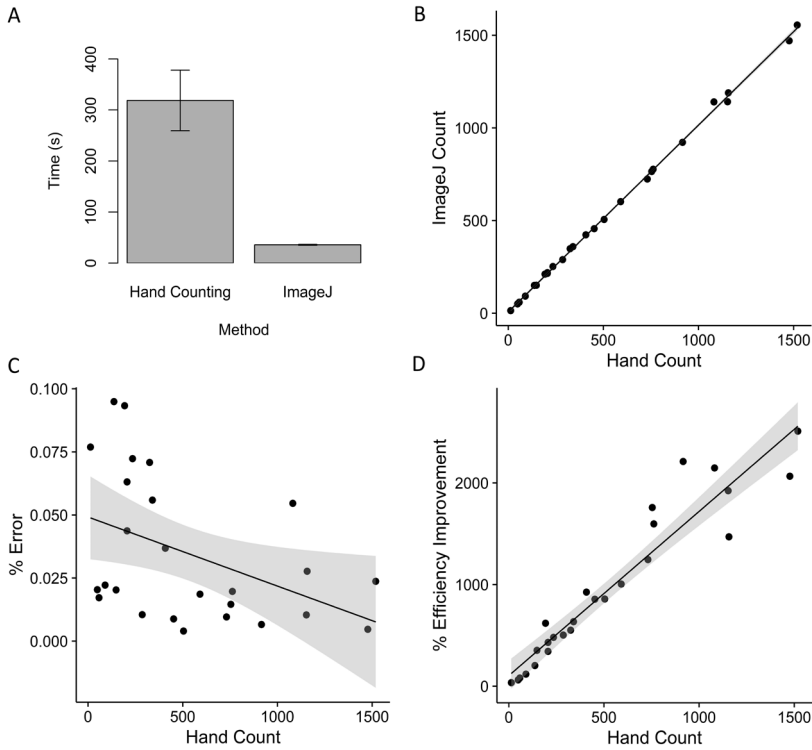 A
400
300
200
100
0
Time (s)
Hand Counting ImageJ
Method
B
1500
1000
500
0
ImageJ Count
0 500 1000 1500
Hand Count
C
0.100
0.075
0.050
0.025
0.000
% Error
0 500 1000 1500
Hand Count
D
2000
1000
0
% Efficiency Improvement
0 500 1000 1500
Hand Count